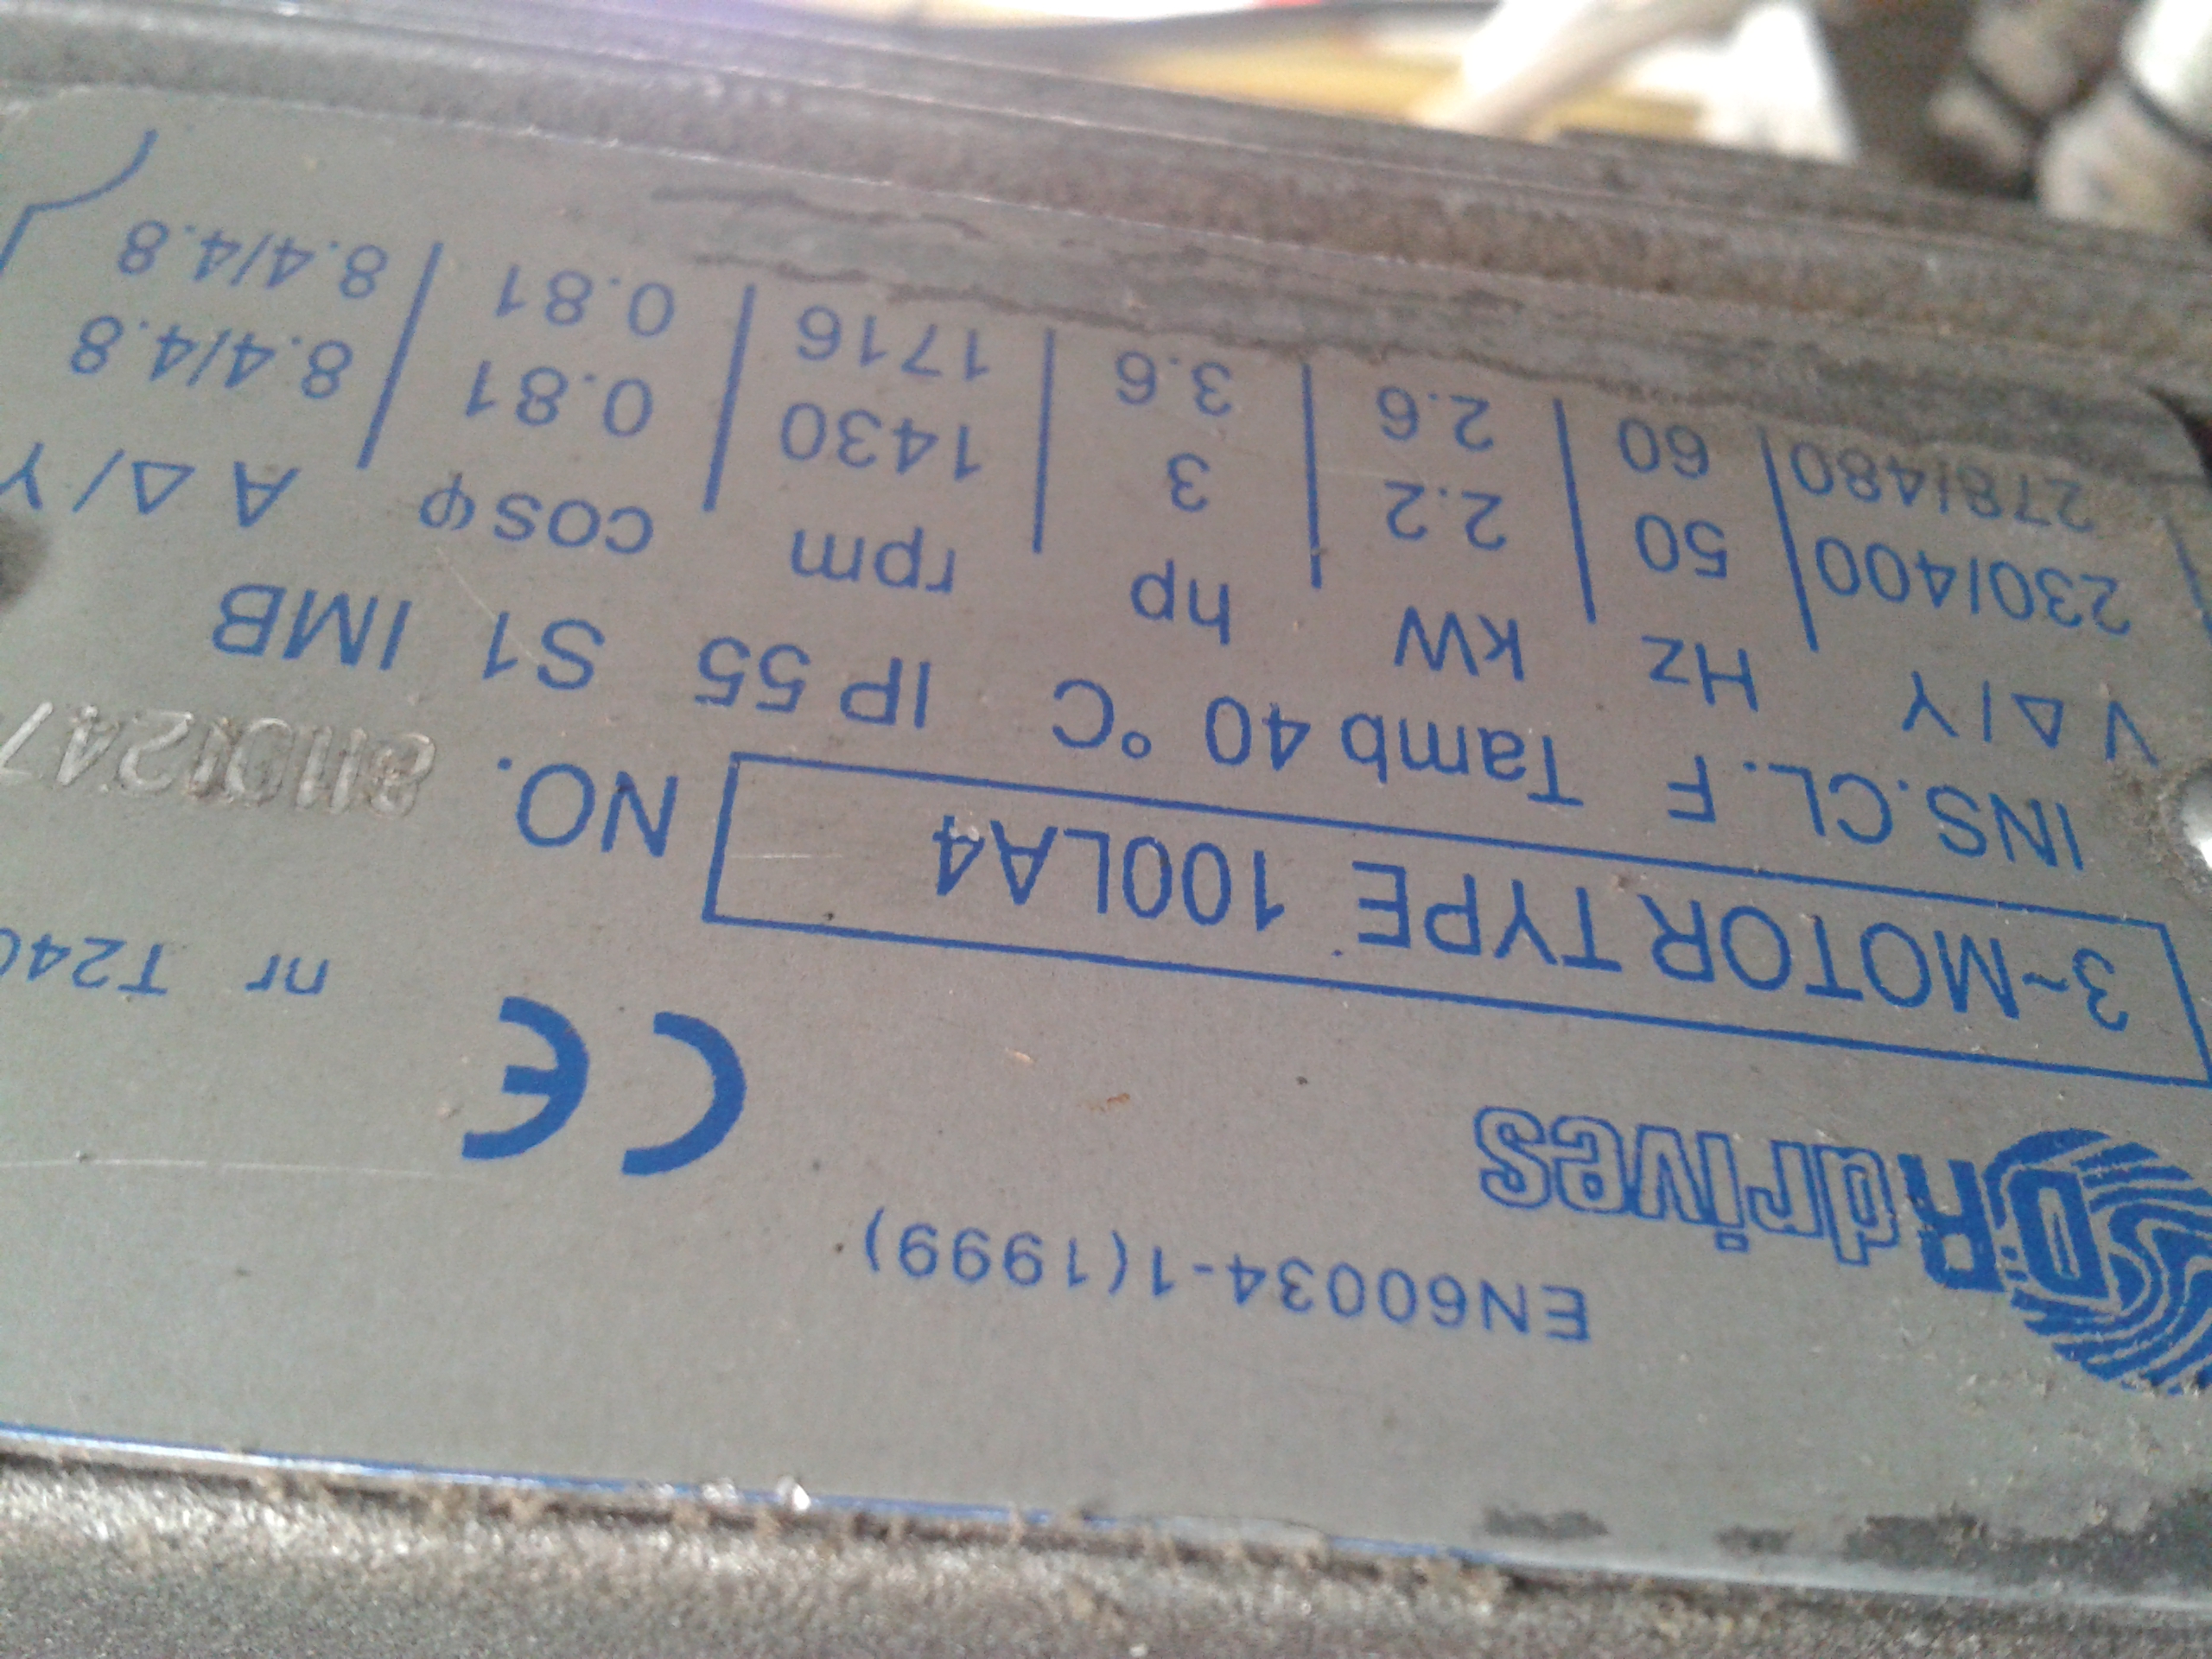 EN60034-1(1999)
D.R.drives
CE
nr T240
3~MOTOR TYPE 100LA4
NO.
INS.CL.F Tamb 40 °C IP 55 S1 IMB
V Δ/Y Hz kW hp rpm cosφ A Δ/Y
230/400 50 2.2 3 1430 0.81 8.4/4.8
278/480 60 2.6 3.6 1716 0.81 8.4/4.8